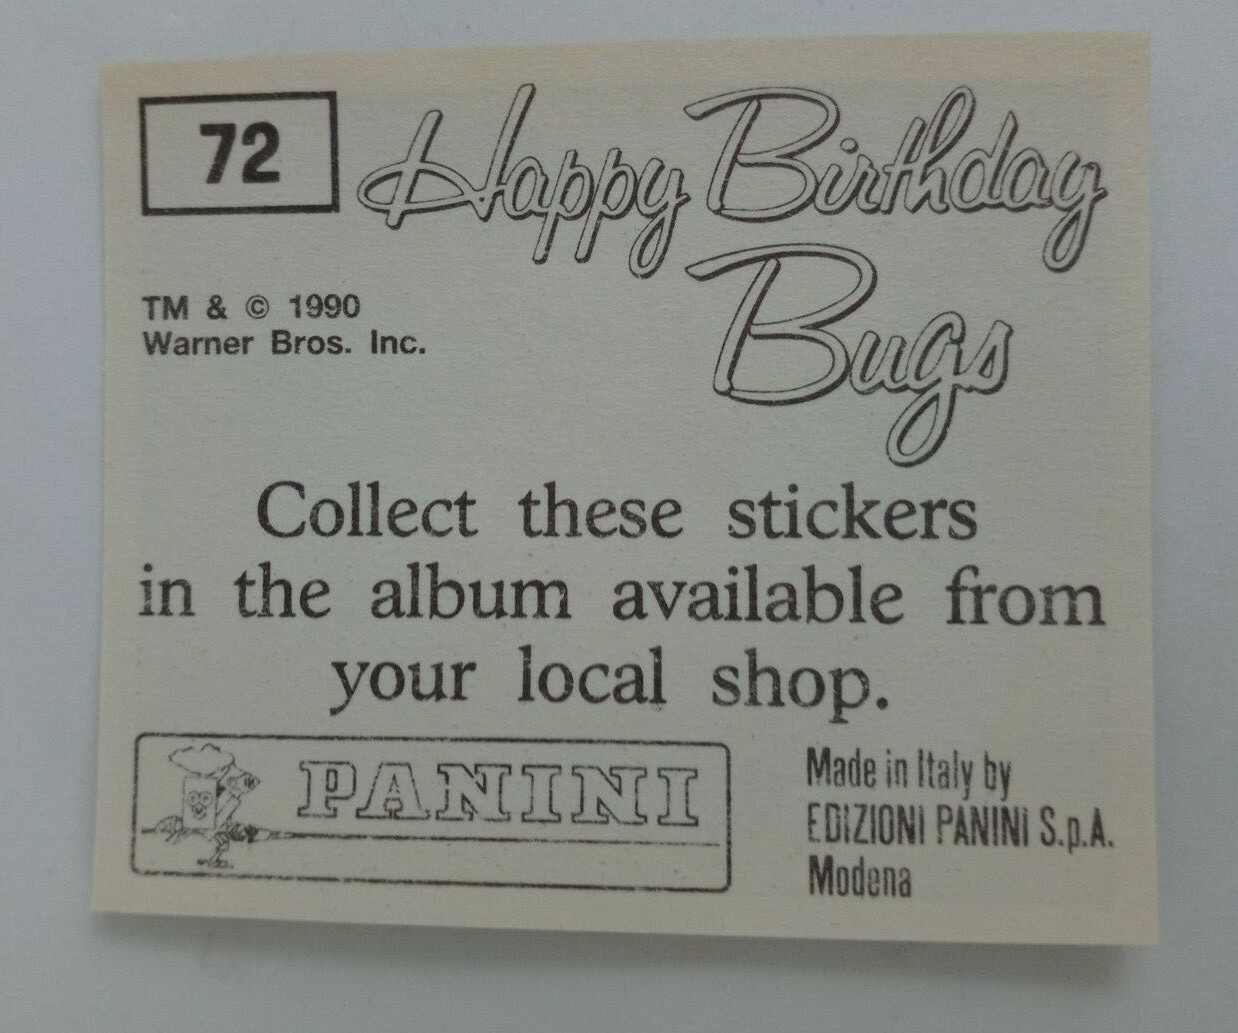 72
Happy Birthday
Bugs
TM & © 1990
Warner Bros. Inc.
Collect these stickers
in the album available from
your local shop.
PANINI
Made in Italy by
EDIZIONI PANINI S.p.A.
Modena